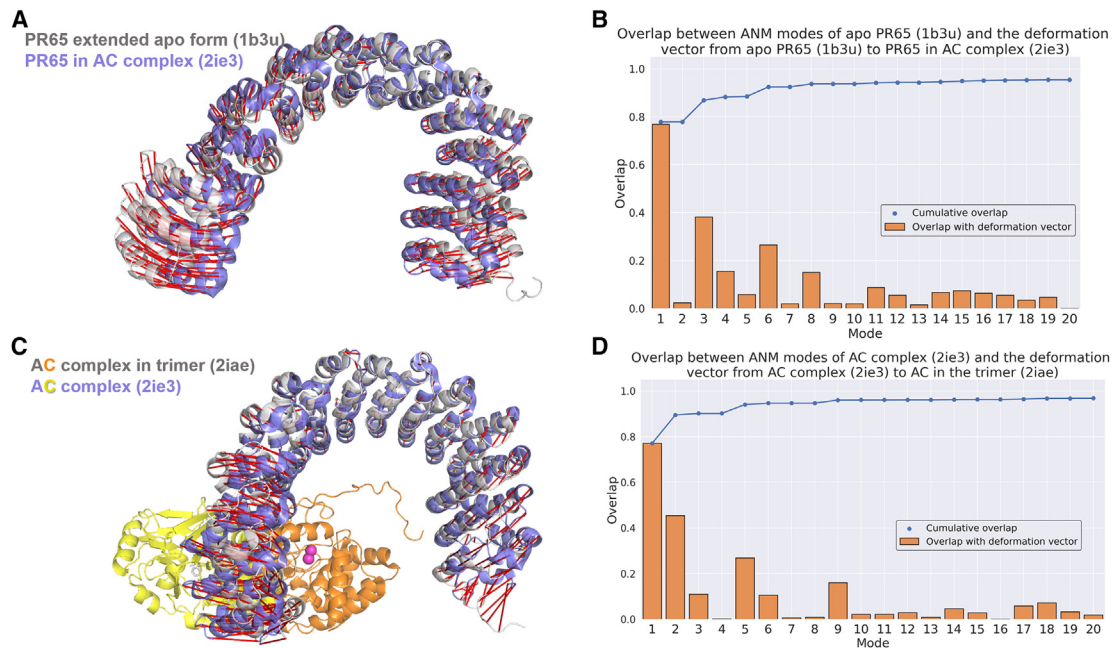 A
PR65 extended apo form (1b3u)
PR65 in AC complex (2ie3)
B
Overlap between ANM modes of apo PR65 (1b3u) and the deformation
vector from apo PR65 (1b3u) to PR65 in AC complex (2ie3)
1.0
0.8
0.6
0.4
0.2
0.0
Overlap
Cumulative overlap
Overlap with deformation vector
1 2 3 4 5 6 7 8 9 10 11 12 13 14 15 16 17 18 19 20
Mode
C
AC complex in trimer (2iae)
AC complex (2ie3)
D
Overlap between ANM modes of AC complex (2ie3) and the deformation
vector from AC complex (2ie3) to AC in the trimer (2iae)
1.0
0.8
0.6
0.4
0.2
0.0
Overlap
Cumulative overlap
Overlap with deformation vector
1 2 3 4 5 6 7 8 9 10 11 12 13 14 15 16 17 18 19 20
Mode